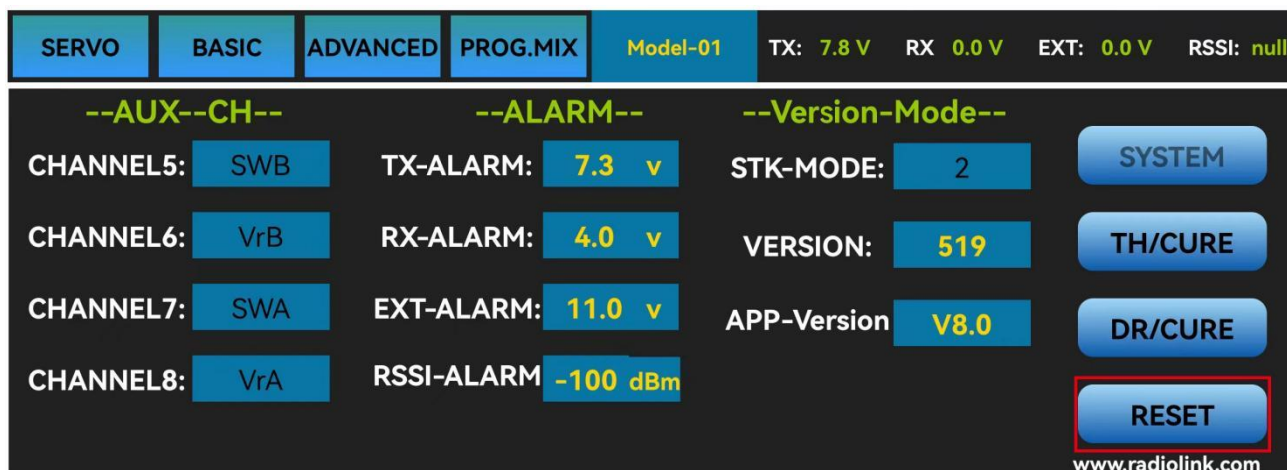 SERVO BASIC ADVANCED PROG.MIX Model-01 TX: 7.8 V RX 0.0 V EXT: 0.0 V RSSI: null
--AUX--CH-- --ALARM-- --Version-Mode--
CHANNEL5: SWB TX-ALARM: 7.3 v STK-MODE: 2 SYSTEM
CHANNEL6: VrB RX-ALARM: 4.0 v VERSION: 519 TH/CURE
CHANNEL7: SWA EXT-ALARM: 11.0 v APP-Version V8.0 DR/CURE
CHANNEL8: VrA RSSI-ALARM -100 dBm RESET
www.radiolink.com